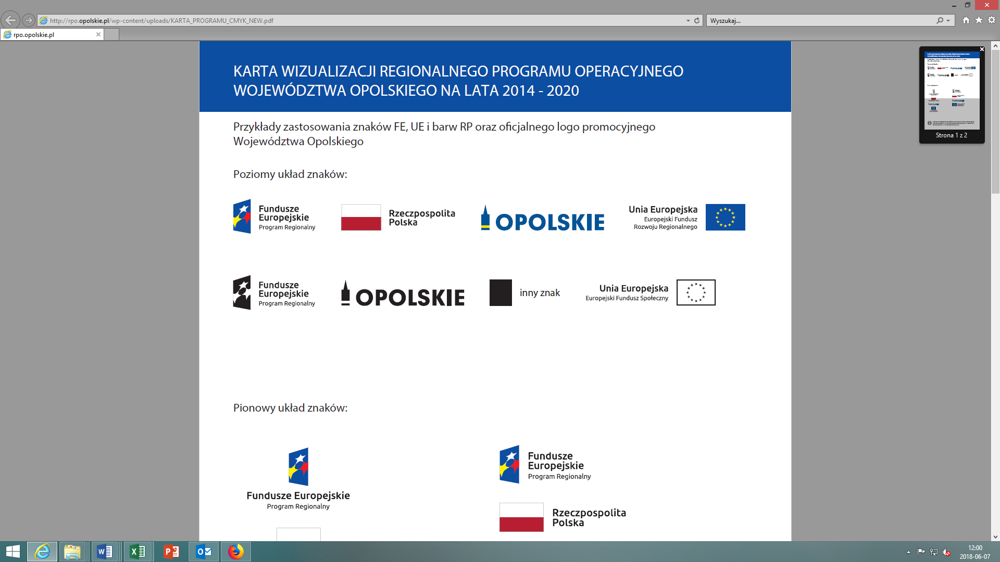 http://rpo.opolskie.pl/wp-content/uploads/KARTA_PROGRAMU_CMYK_NEW.pdf
Wyszukaj...
rpo.opolskie.pl
KARTA WIZUALIZACJI REGIONALNEGO PROGRAMU OPERACYJNEGO
WOJEWÓDZTWA OPOLSKIEGO NA LATA 2014 - 2020
Przykłady zastosowania znaków FE, UE i barw RP oraz oficjalnego logo promocyjnego
Województwa Opolskiego
Poziomy układ znaków:
Fundusze
Europejskie
Program Regionalny
Rzeczpospolita
Polska
OPOLSKIE
Unia Europejska
Europejski Fundusz
Rozwoju Regionalnego
Fundusze
Europejskie
Program Regionalny
OPOLSKIE
inny znak
Unia Europejska
Europejski Fundusz Społeczny
Pionowy układ znaków:
Fundusze Europejskie
Program Regionalny
Fundusze
Europejskie
Program Regionalny
Rzeczpospolita
Polska
Strona 1 z 2
12:00
2018-06-07